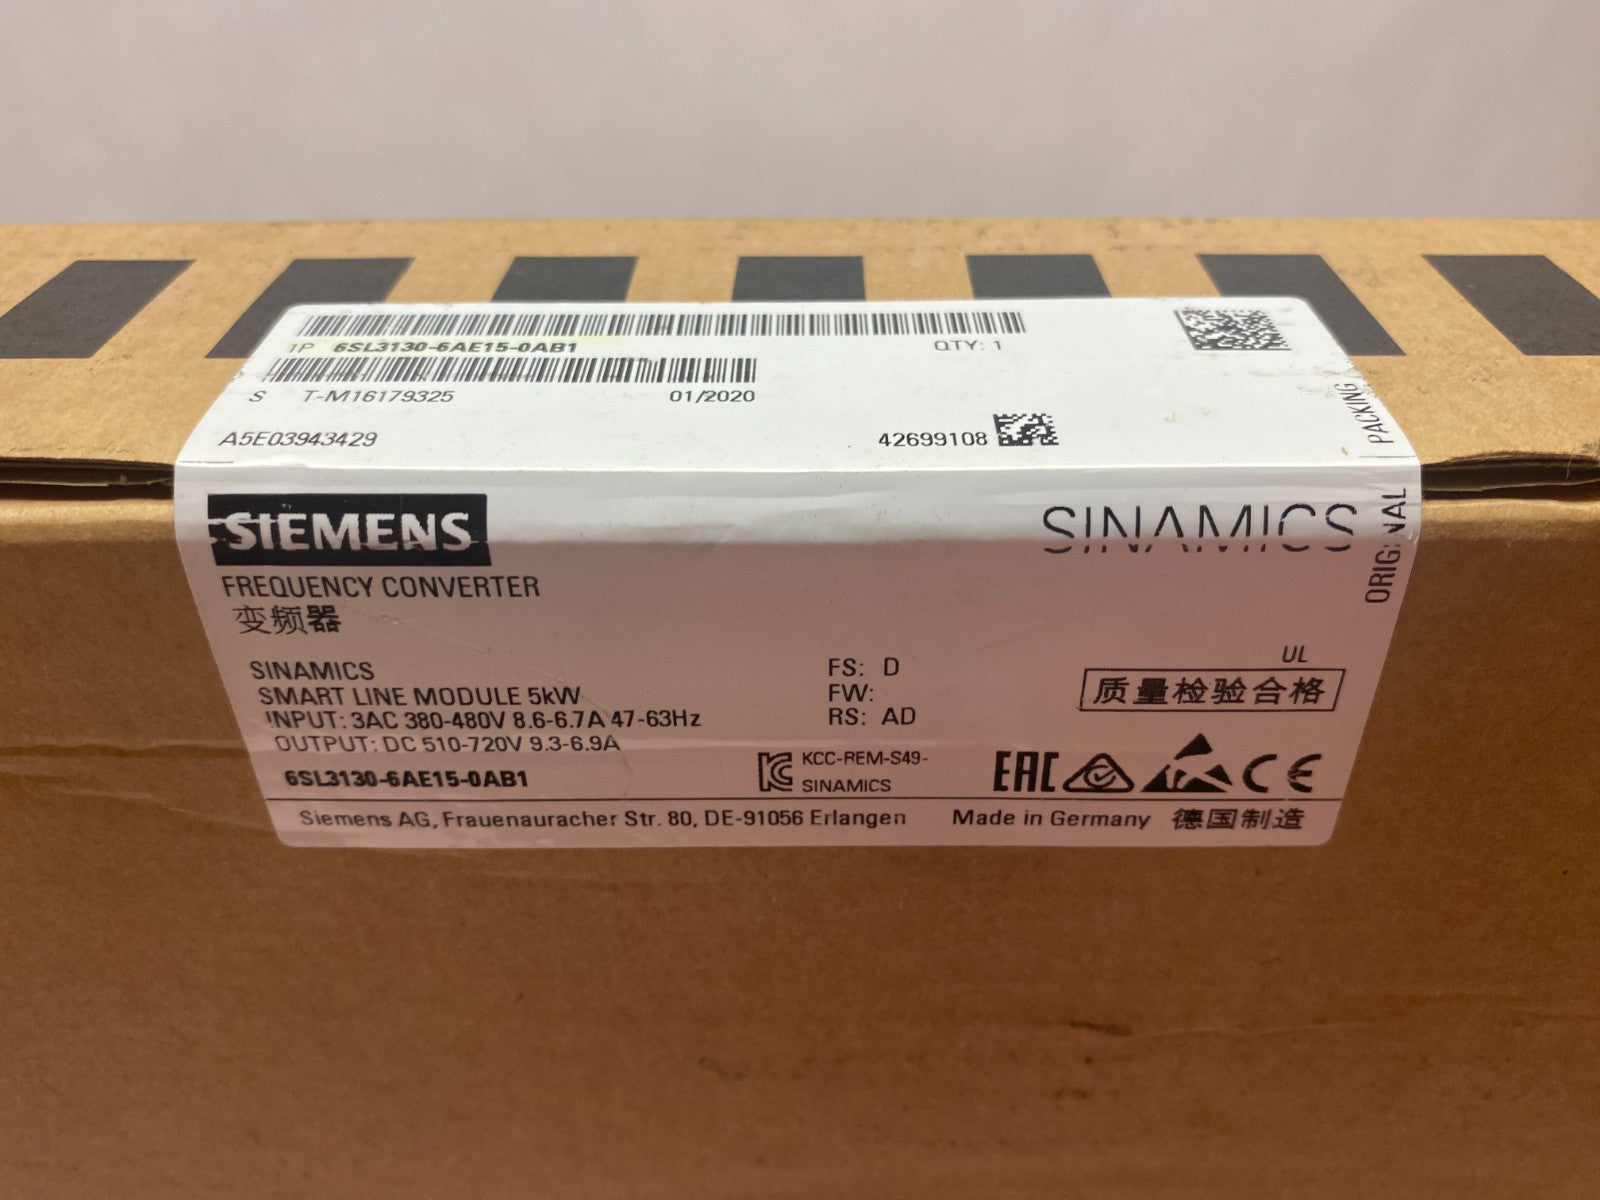 1P 6SL3130-6AE15-0AB1 QTY: 1
S T-M16179325 01/2020
A5E03943429 42699108
ORIGINAL PACKING
SIEMENS SINAMICS
FREQUENCY CONVERTER
变频器
SINAMICS FS: D UL
SMART LINE MODULE 5kW FW: 质量检验合格
INPUT: 3AC 380-480V 8.6-6.7A 47-63Hz RS: AD
OUTPUT: DC 510-720V 9.3-6.9A
KCC-REM-S49-
6SL3130-6AE15-0AB1 SINAMICS EAC CE
Siemens AG, Frauenauracher Str. 80, DE-91056 Erlangen Made in Germany 德国制造